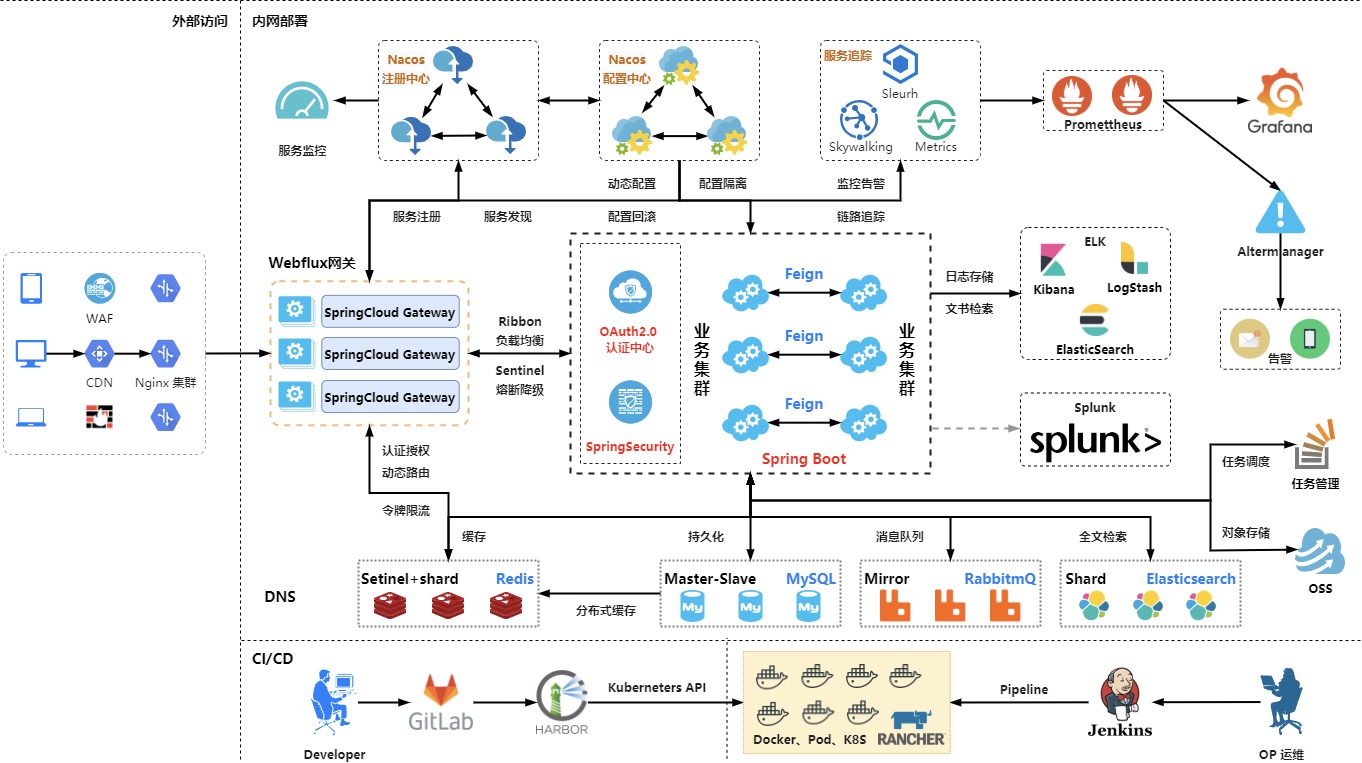 外部访问
内网部署
Nacos
注册中心
Nacos
配置中心
服务追踪
Sleurh
Skywalking
Metrics
Promettheus
Grafana
服务监控
动态配置
配置隔离
监控告警
服务注册
服务发现
配置回滚
链路追踪
Altermanager
告警
WAF
CDN
Nginx 集群
Webflux网关
SpringCloud Gateway
SpringCloud Gateway
SpringCloud Gateway
Ribbon
负载均衡
Sentinel
熔断降级
OAuth2.0
认证中心
SpringSecurity
业务集群
Feign
Feign
Feign
业务集群
Spring Boot
日志存储
文书检索
ELK
Kibana
LogStash
ElasticSearch
Splunk
splunk>
认证授权
动态路由
令牌限流
任务调度
任务管理
对象存储
OSS
缓存
持久化
消息队列
全文检索
DNS
Setinel+shard
Redis
分布式缓存
Master-Slave
MySQL
My
My
My
Mirror
RabbitmQ
Shard
Elasticsearch
CI/CD
Developer
GitLab
HARBOR
Kuberneters API
Docker、Pod、K8S
RANCHER
Pipeline
Jenkins
OP 运维